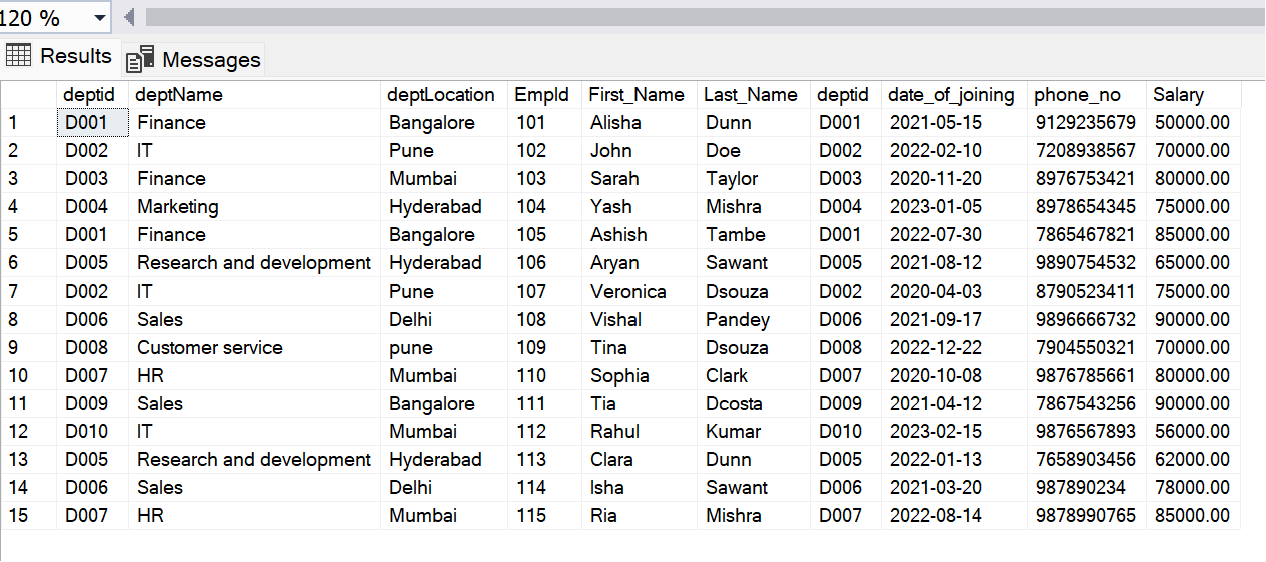 120 %
Results Messages
deptid deptName deptLocation EmpId First_Name Last_Name deptid date_of_joining phone_no Salary
1 D001 Finance Bangalore 101 Alisha Dunn D001 2021-05-15 9129235679 50000.00
2 D002 IT Pune 102 John Doe D002 2022-02-10 7208938567 70000.00
3 D003 Finance Mumbai 103 Sarah Taylor D003 2020-11-20 8976753421 80000.00
4 D004 Marketing Hyderabad 104 Yash Mishra D004 2023-01-05 8978654345 75000.00
5 D001 Finance Bangalore 105 Ashish Tambe D001 2022-07-30 7865467821 85000.00
6 D005 Research and development Hyderabad 106 Aryan Sawant D005 2021-08-12 9890754532 65000.00
7 D002 IT Pune 107 Veronica Dsouza D002 2020-04-03 8790523411 75000.00
8 D006 Sales Delhi 108 Vishal Pandey D006 2021-09-17 9896666732 90000.00
9 D008 Customer service pune 109 Tina Dsouza D008 2022-12-22 7904550321 70000.00
10 D007 HR Mumbai 110 Sophia Clark D007 2020-10-08 9876785661 80000.00
11 D009 Sales Bangalore 111 Tia Dcosta D009 2021-04-12 7867543256 90000.00
12 D010 IT Mumbai 112 Rahul Kumar D010 2023-02-15 9876567893 56000.00
13 D005 Research and development Hyderabad 113 Clara Dunn D005 2022-01-13 7658903456 62000.00
14 D006 Sales Delhi 114 Isha Sawant D006 2021-03-20 987890234 78000.00
15 D007 HR Mumbai 115 Ria Mishra D007 2022-08-14 9878990765 85000.00